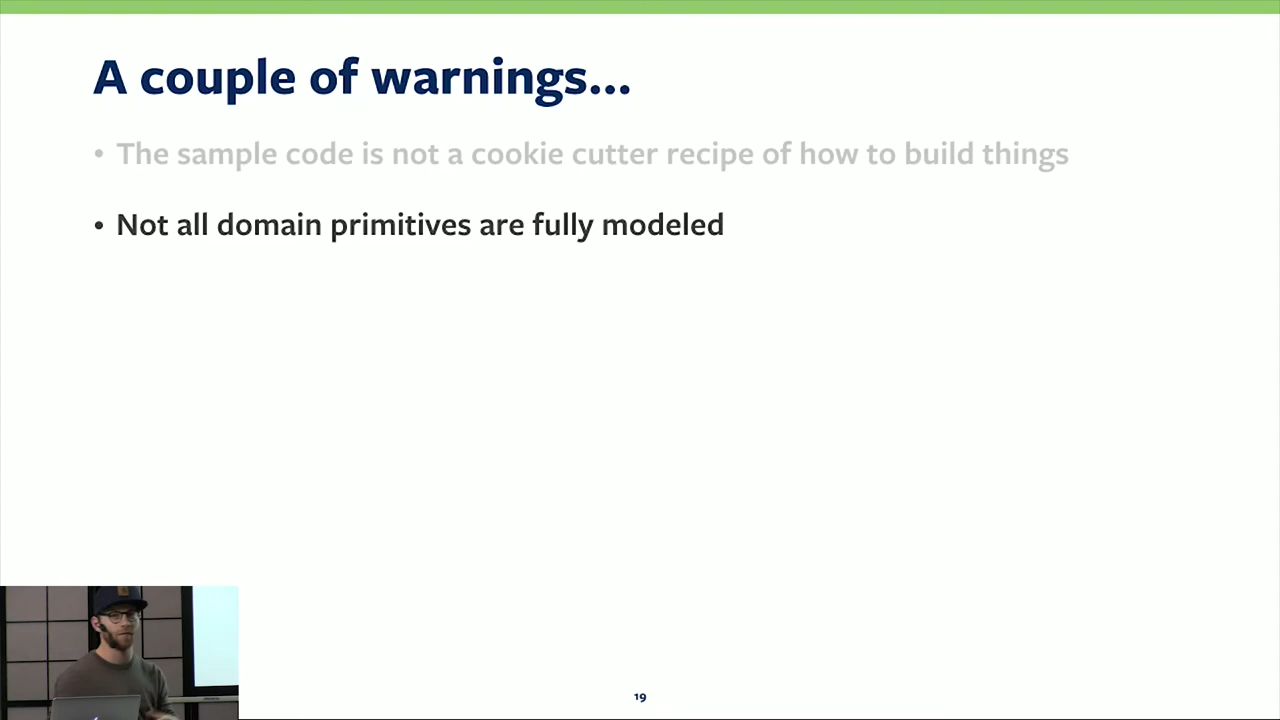 A couple of warnings...
• The sample code is not a cookie cutter recipe of how to build things
• Not all domain primitives are fully modeled
19